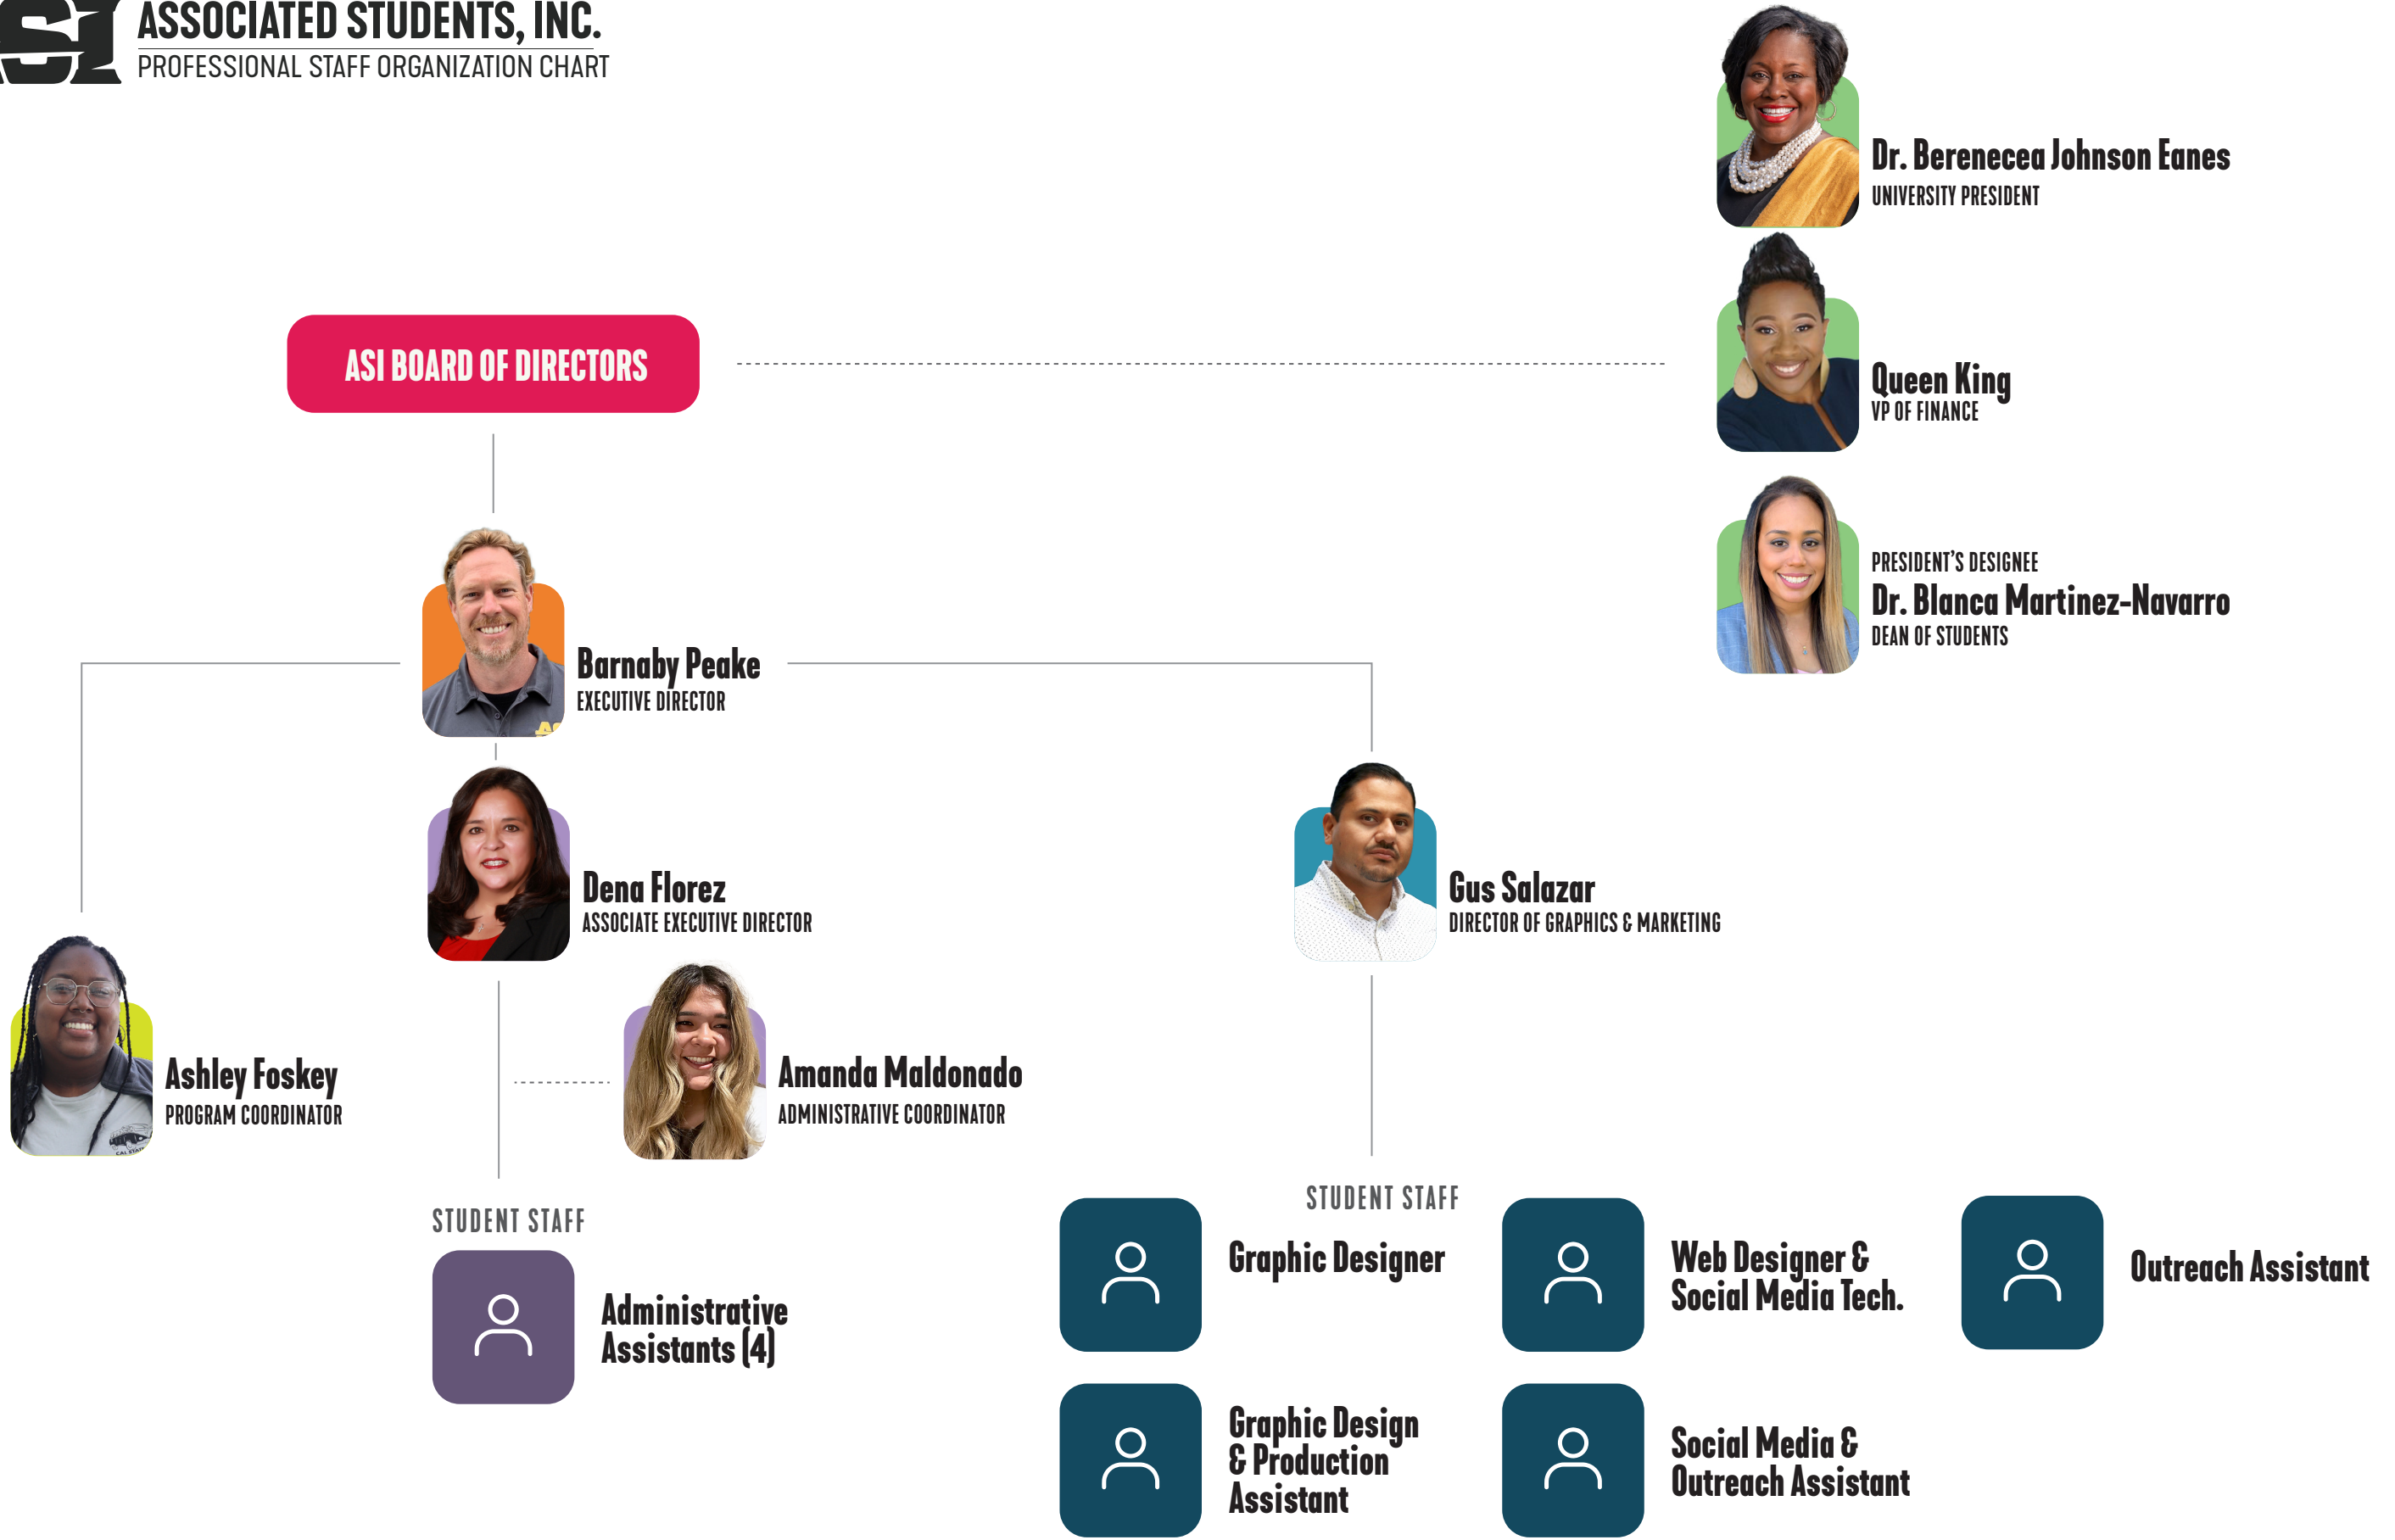 ASI
ASSOCIATED STUDENTS, INC.
PROFESSIONAL STAFF ORGANIZATION CHART
Dr. Berenecea Johnson Eanes
UNIVERSITY PRESIDENT
ASI BOARD OF DIRECTORS
Queen King
VP OF FINANCE
PRESIDENT'S DESIGNEE
Dr. Blanca Martinez-Navarro
DEAN OF STUDENTS
Barnaby Peake
EXECUTIVE DIRECTOR
Dena Florez
ASSOCIATE EXECUTIVE DIRECTOR
Gus Salazar
DIRECTOR OF GRAPHICS & MARKETING
Ashley Foskey
PROGRAM COORDINATOR
Amanda Maldonado
ADMINISTRATIVE COORDINATOR
STUDENT STAFF
Administrative
Assistants (4)
STUDENT STAFF
Graphic Designer
Web Designer &
Social Media Tech.
Outreach Assistant
Graphic Design
& Production
Assistant
Social Media &
Outreach Assistant